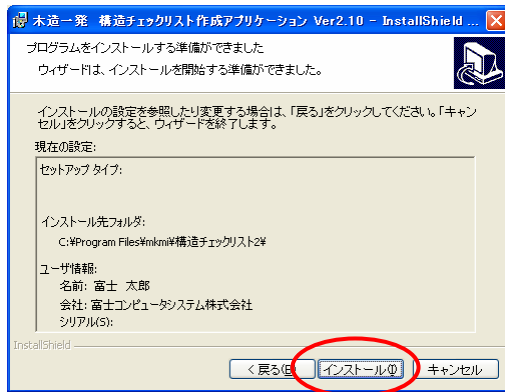 木造一発 構造チェックリスト作成アプリケーション Ver2.10 - InstallShield ...
プログラムをインストールする準備ができました
ウィザードは、インストールを開始する準備ができました。
インストールの設定を参照したり変更する場合は、「戻る」をクリックしてください。「キャン
セル」をクリックすると、ウィザードを終了します。
現在の設定:
セットアップ タイプ:
インストール先フォルダ:
C:¥Program Files¥mkmi¥構造チェックリスト2¥
ユーザ情報:
名前: 富士 太郎
会社: 富士コンピュータシステム株式会社
シリアル(S):
InstallShield
< 戻る(B) インストール(I) キャンセル